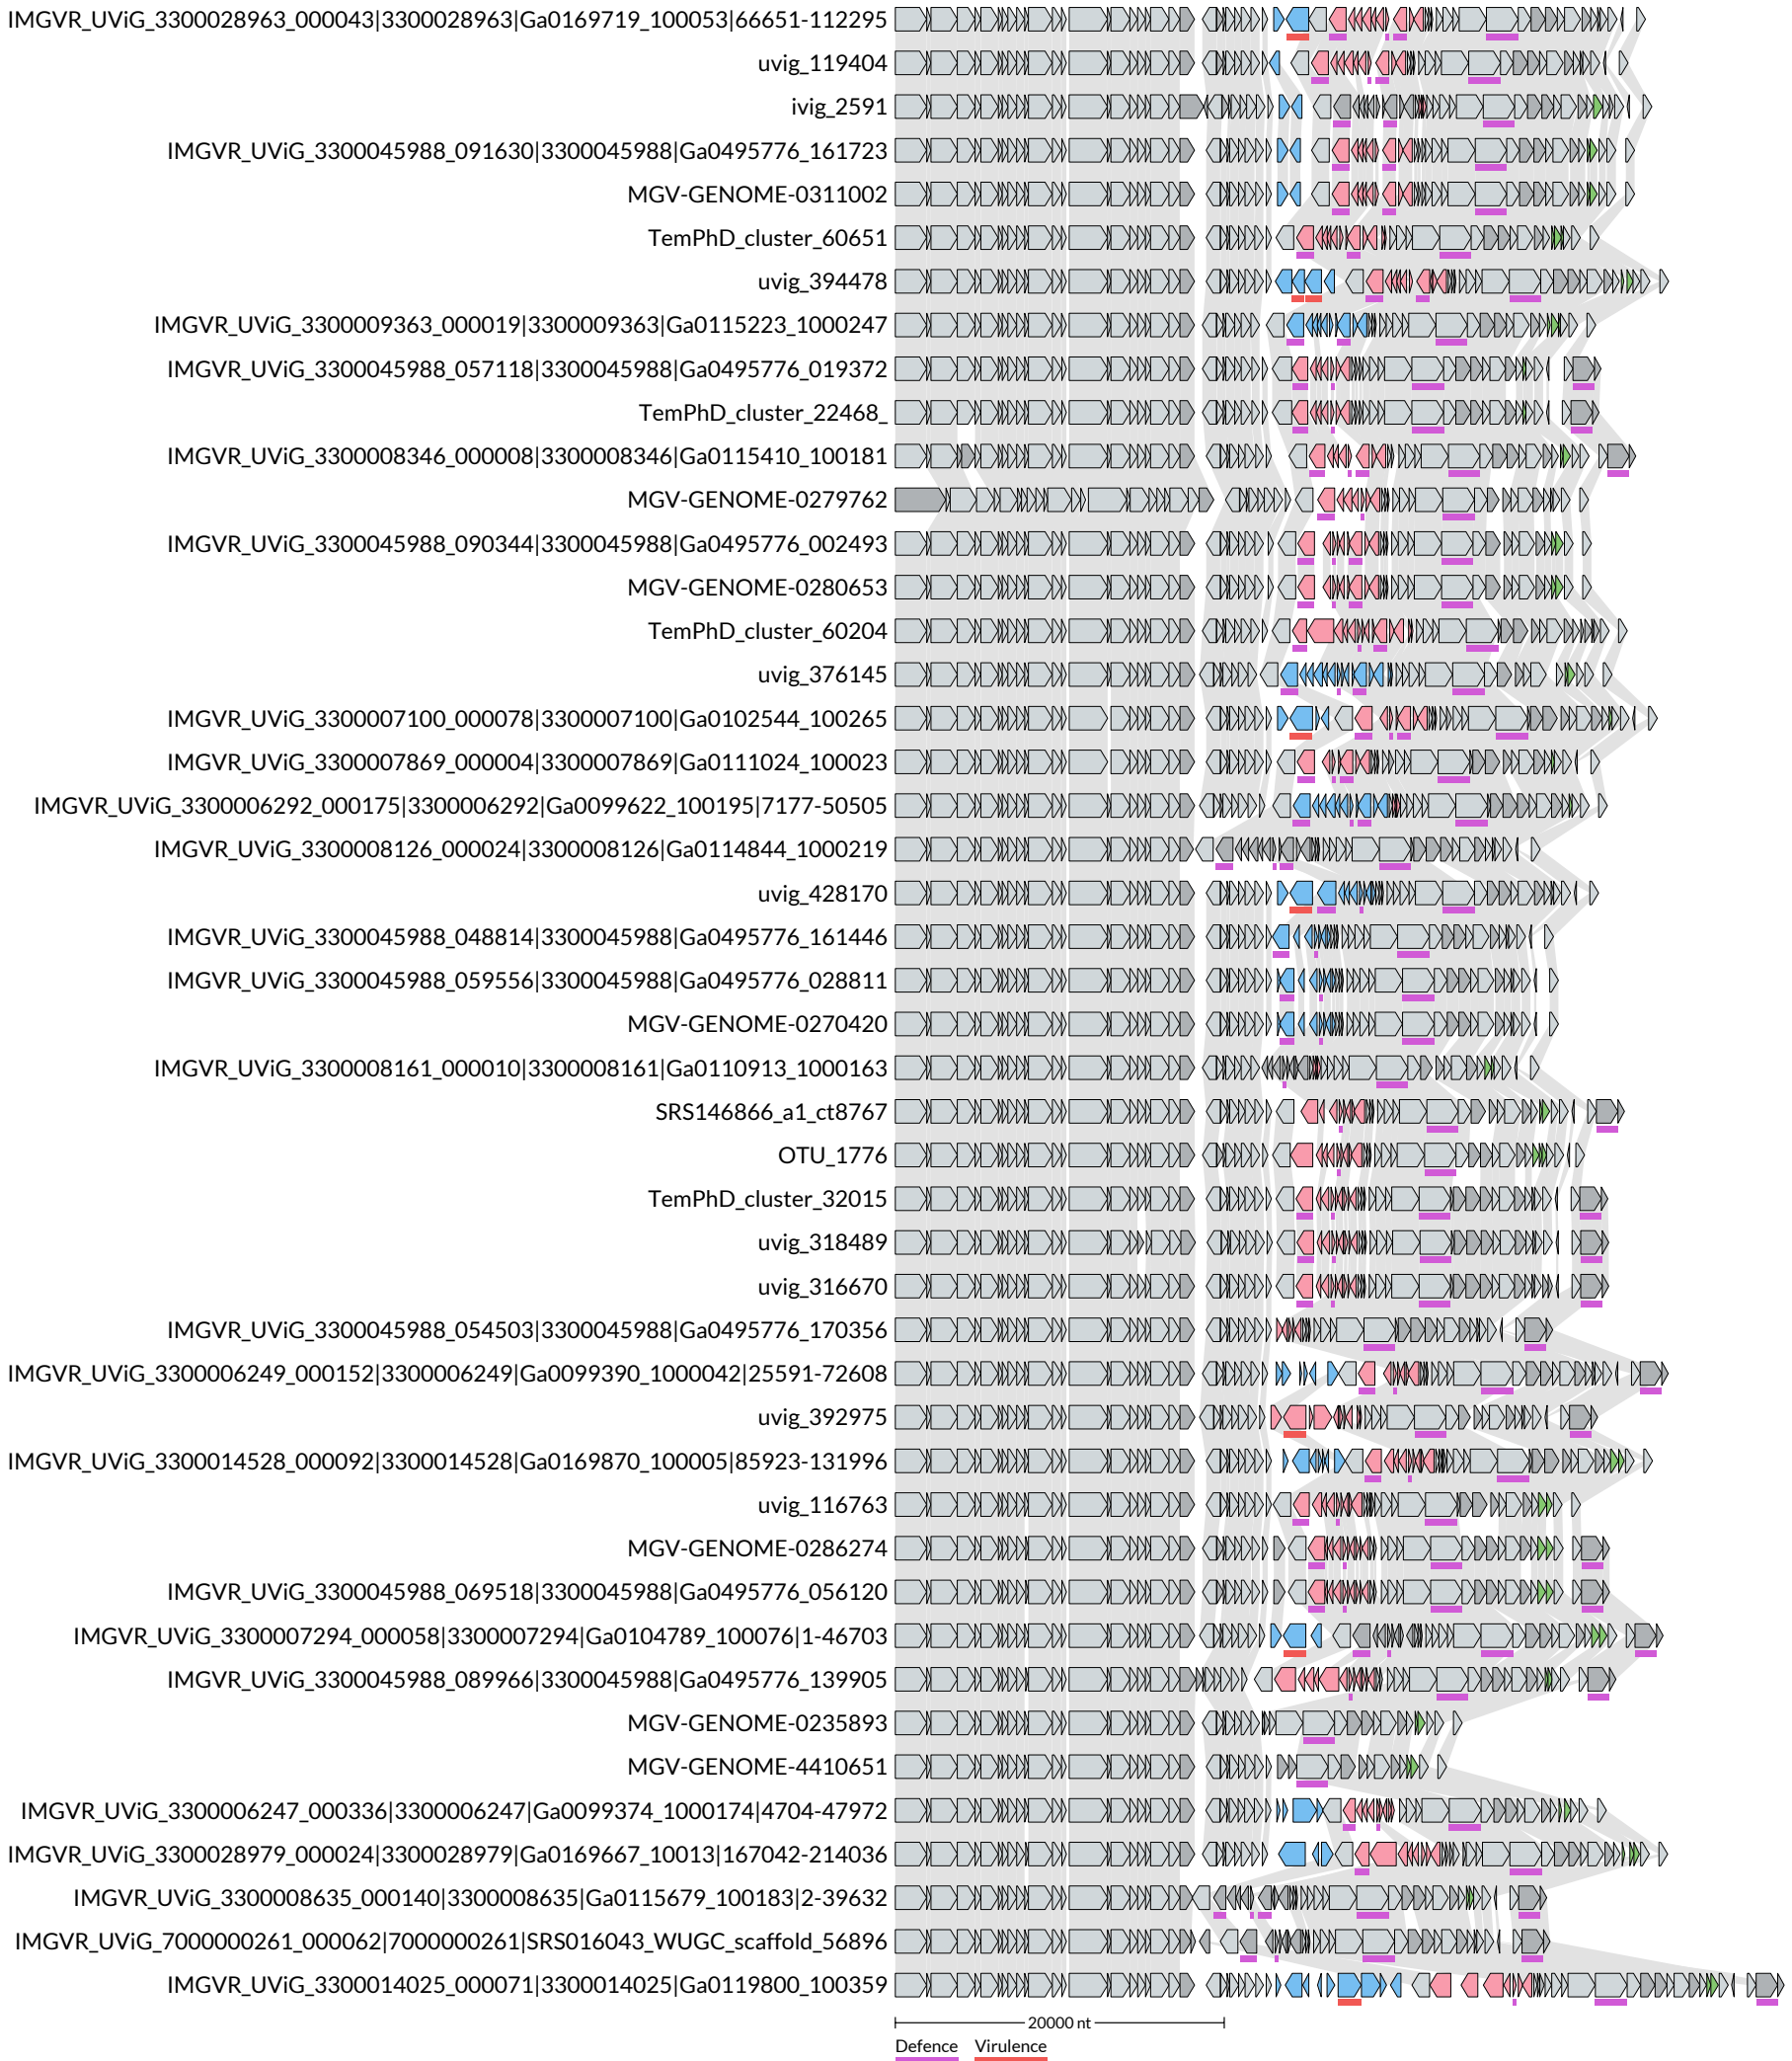 IMGVR_UViG_3300028963_000043|3300028963|Ga0169719_100053|66651-112295
uvig_119404
ivig_2591
IMGVR_UViG_3300045988_091630|3300045988|Ga0495776_161723
MGV-GENOME-0311002
TemPhD_cluster_60651
uvig_394478
IMGVR_UViG_3300009363_000019|3300009363|Ga0115223_1000247
IMGVR_UViG_3300045988_057118|3300045988|Ga0495776_019372
TemPhD_cluster_22468_
IMGVR_UViG_3300008346_000008|3300008346|Ga0115410_100181
MGV-GENOME-0279762
IMGVR_UViG_3300045988_090344|3300045988|Ga0495776_002493
MGV-GENOME-0280653
TemPhD_cluster_60204
uvig_376145
IMGVR_UViG_3300007100_000078|3300007100|Ga0102544_100265
IMGVR_UViG_3300007869_000004|3300007869|Ga0111024_100023
IMGVR_UViG_3300006292_000175|3300006292|Ga0099622_100195|7177-50505
IMGVR_UViG_3300008126_000024|3300008126|Ga0114844_1000219
uvig_428170
IMGVR_UViG_3300045988_048814|3300045988|Ga0495776_161446
IMGVR_UViG_3300045988_059556|3300045988|Ga0495776_028811
MGV-GENOME-0270420
IMGVR_UViG_3300008161_000010|3300008161|Ga0110913_1000163
SRS146866_a1_ct8767
OTU_1776
TemPhD_cluster_32015
uvig_318489
uvig_316670
IMGVR_UViG_3300045988_054503|3300045988|Ga0495776_170356
IMGVR_UViG_3300006249_000152|3300006249|Ga0099390_1000042|25591-72608
uvig_392975
IMGVR_UViG_3300014528_000092|3300014528|Ga0169870_100005|85923-131996
uvig_116763
MGV-GENOME-0286274
IMGVR_UViG_3300045988_069518|3300045988|Ga0495776_056120
IMGVR_UViG_3300007294_000058|3300007294|Ga0104789_100076|1-46703
IMGVR_UViG_3300045988_089966|3300045988|Ga0495776_139905
MGV-GENOME-0235893
MGV-GENOME-4410651
IMGVR_UViG_3300006247_000336|3300006247|Ga0099374_1000174|4704-47972
IMGVR_UViG_3300028979_000024|3300028979|Ga0169667_10013|167042-214036
IMGVR_UViG_3300008635_000140|3300008635|Ga0115679_100183|2-39632
IMGVR_UViG_7000000261_000062|7000000261|SRS016043_WUGC_scaffold_56896
IMGVR_UViG_3300014025_000071|3300014025|Ga0119800_100359
20000 nt
Defence Virulence